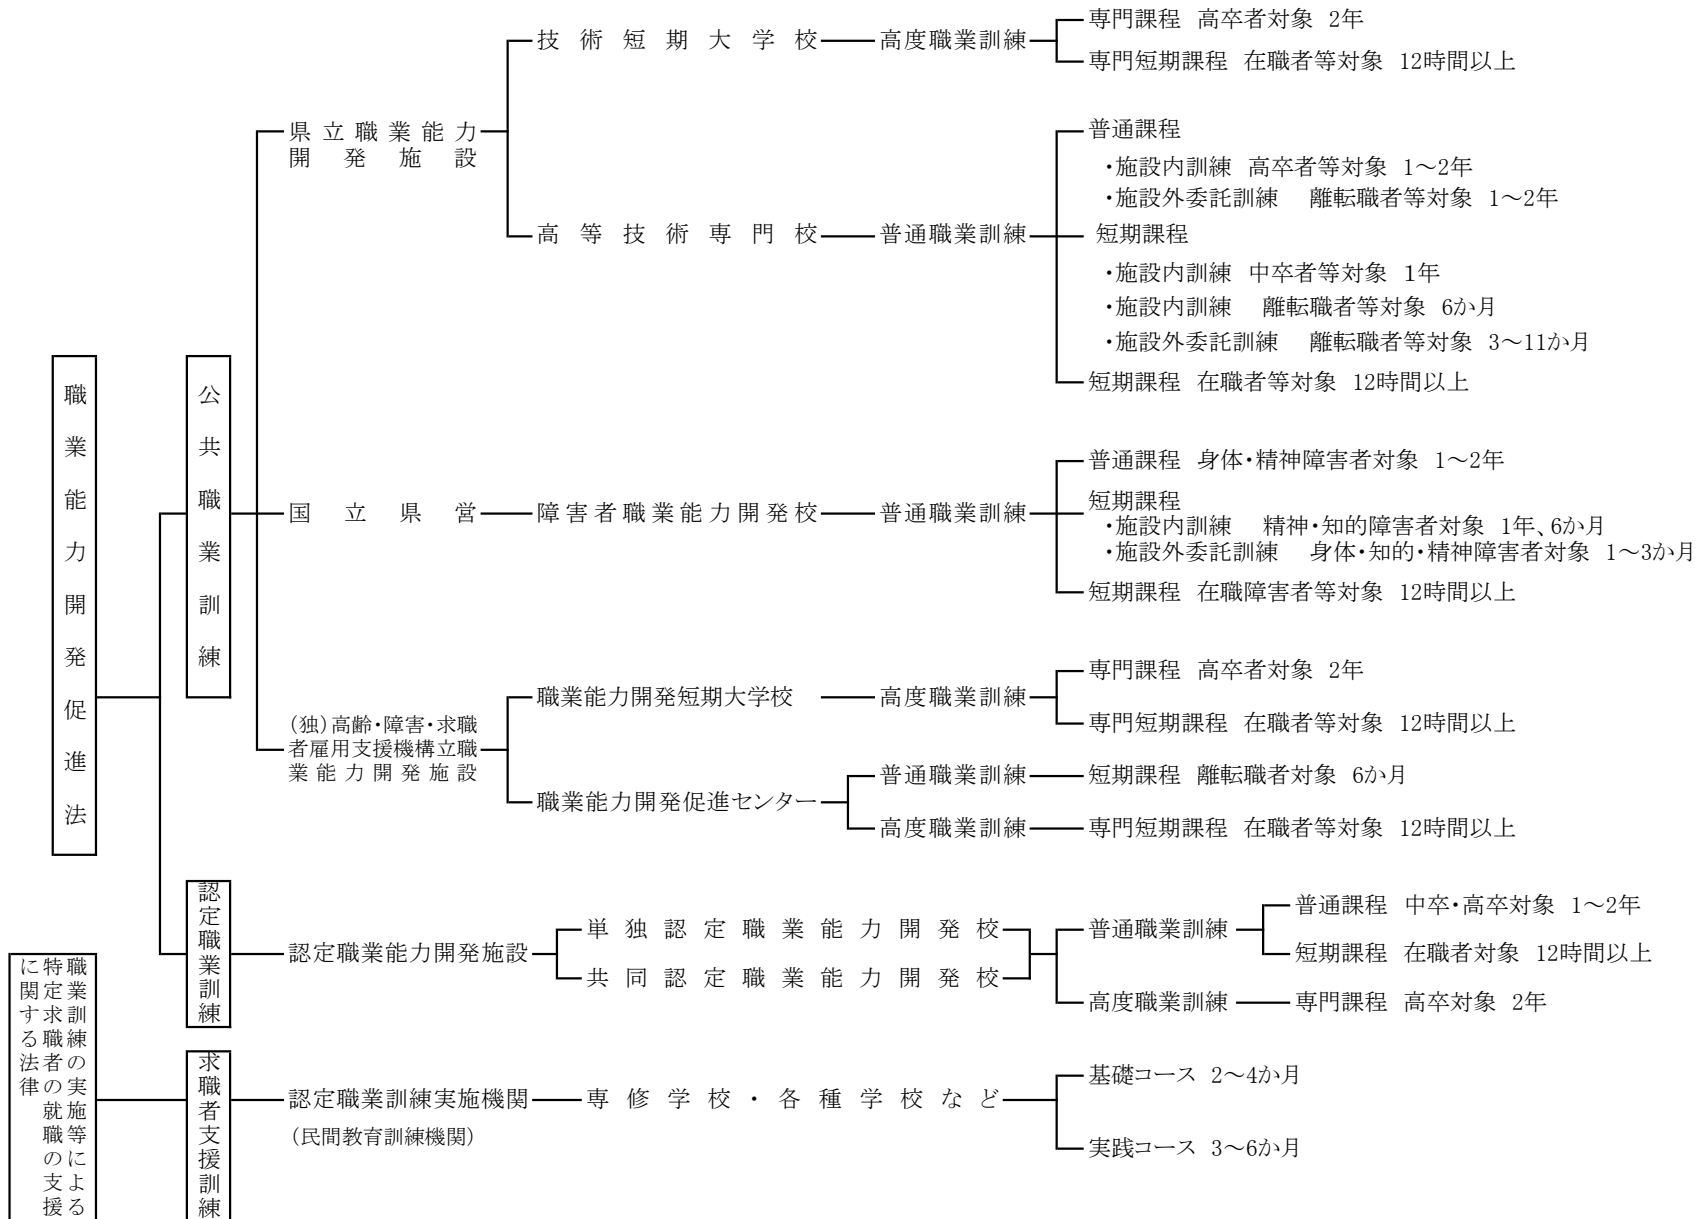 職業能力開発促進法
公共職業訓練
県立職業能力
開発施設
技術短期大学校
高度職業訓練
専門課程 高卒者対象 2年
専門短期課程 在職者等対象 12時間以上
高等技術専門校
普通職業訓練
普通課程
・施設内訓練 高卒者等対象 1～2年
・施設外委託訓練 離転職者等対象 1～2年
短期課程
・施設内訓練 中卒者等対象 1年
・施設内訓練 離転職者等対象 6か月
・施設外委託訓練 離転職者等対象 3～11か月
短期課程 在職者等対象 12時間以上
国立県営
障害者職業能力開発校
普通職業訓練
普通課程 身体・精神障害者対象 1～2年
短期課程
・施設内訓練 精神・知的障害者対象 1年、6か月
・施設外委託訓練 身体・知的・精神障害者対象 1～3か月
短期課程 在職障害者等対象 12時間以上
(独)高齢・障害・求職
者雇用支援機構立職
業能力開発施設
職業能力開発短期大学校
高度職業訓練
専門課程 高卒者対象 2年
専門短期課程 在職者等対象 12時間以上
職業能力開発促進センター
普通職業訓練
短期課程 離転職者対象 6か月
高度職業訓練
専門短期課程 在職者等対象 12時間以上
認定職業訓練
認定職業能力開発施設
単独認定職業能力開発校
共同認定職業能力開発校
普通職業訓練
普通課程 中卒・高卒対象 1～2年
短期課程 在職者対象 12時間以上
高度職業訓練
専門課程 高卒対象 2年
職業訓練の実施等による
特定求職者の就職の支援
に関する法律
求職者支援訓練
認定職業訓練実施機関
(民間教育訓練機関)
専修学校・各種学校など
基礎コース 2～4か月
実践コース 3～6か月